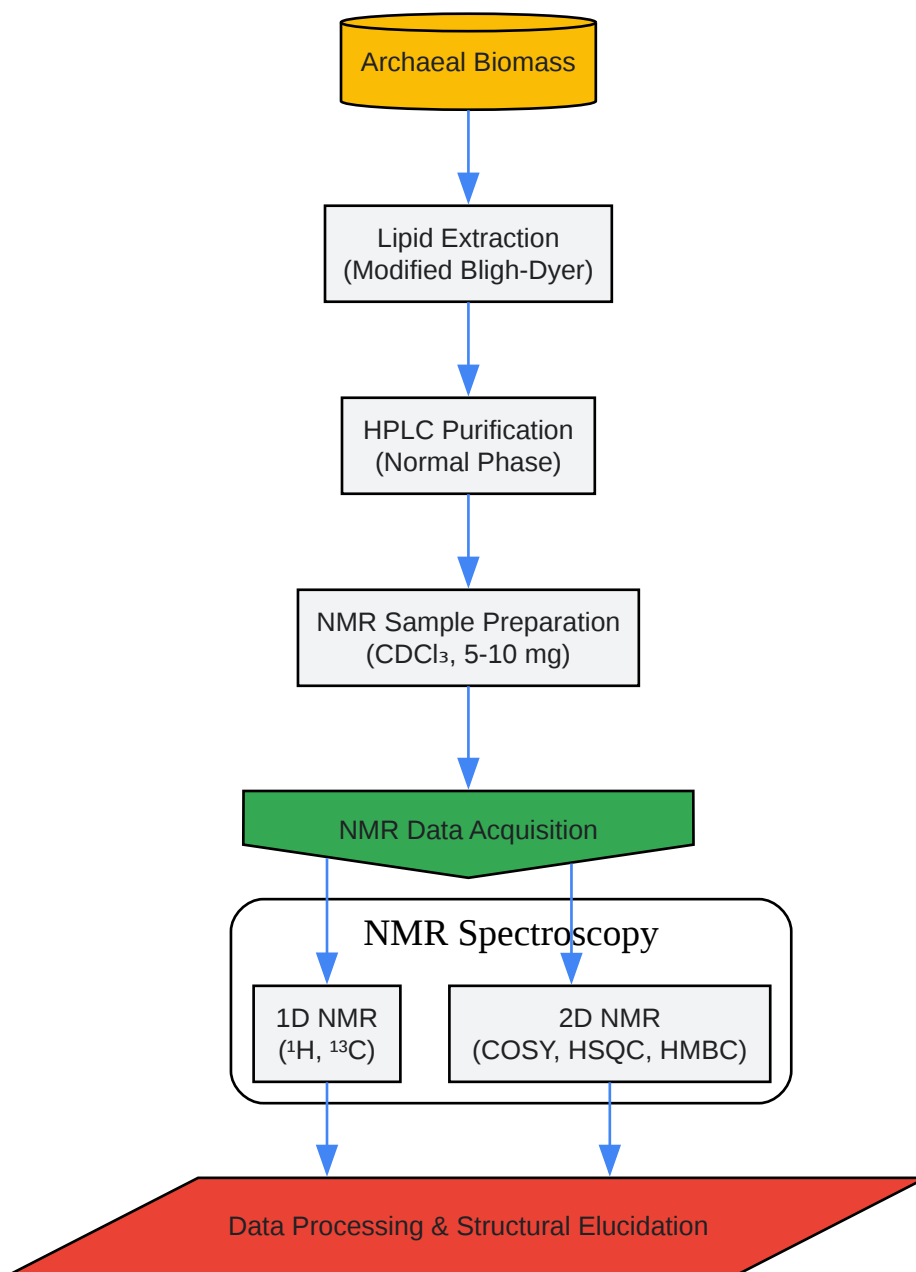 Archaeal Biomass
Lipid Extraction
(Modified Bligh-Dyer)
HPLC Purification
(Normal Phase)
NMR Sample Preparation
(CDCl₃, 5-10 mg)
NMR Data Acquisition
NMR Spectroscopy
1D NMR
(¹H, ¹³C)
2D NMR
(COSY, HSQC, HMBC)
Data Processing & Structural Elucidation